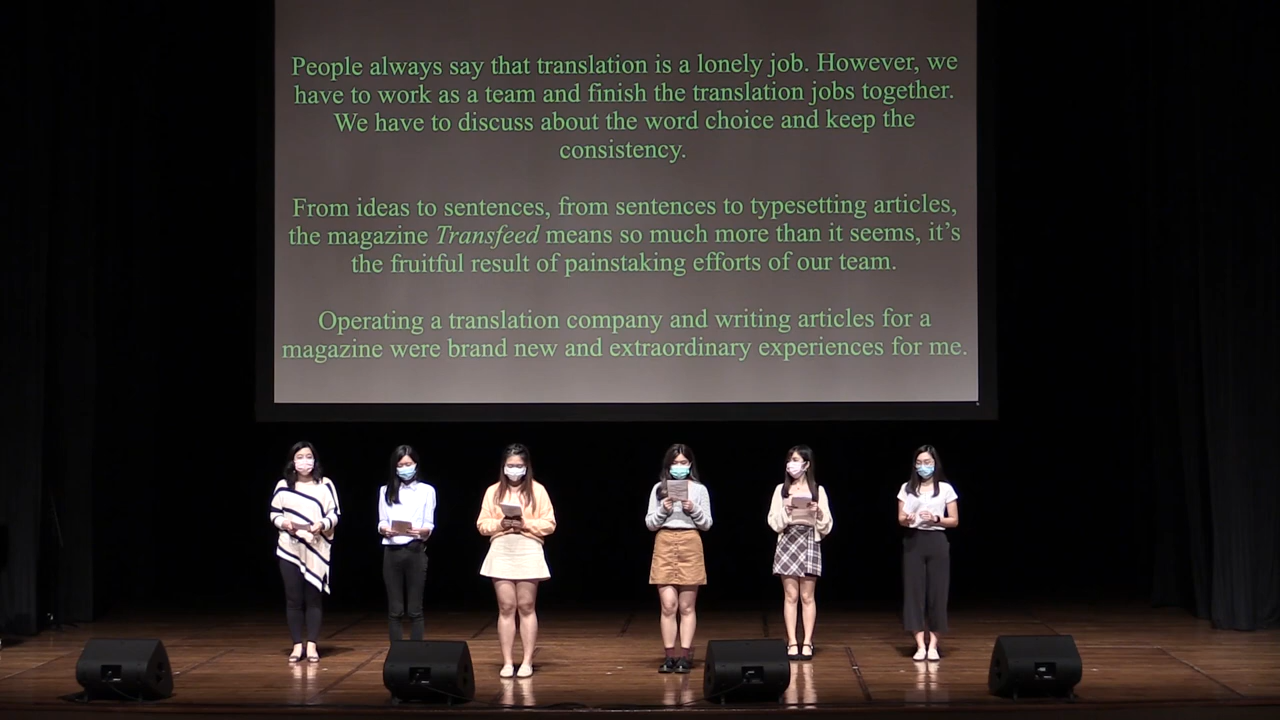 People always say that translation is a lonely job. However, we
have to work as a team and finish the translation jobs together.
We have to discuss about the word choice and keep the
consistency.
From ideas to sentences, from sentences to typesetting articles,
the magazine Transfeed means so much more than it seems, it’s
the fruitful result of painstaking efforts of our team.
Operating a translation company and writing articles for a
magazine were brand new and extraordinary experiences for me.